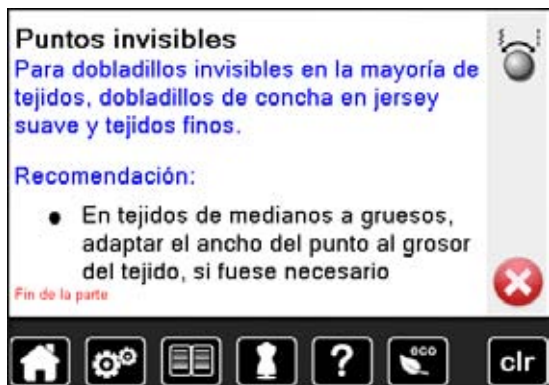 Puntos invisibles
Para dobladillos invisibles en la mayoría de
tejidos, dobladillos de concha en jersey
suave y tejidos finos.
Recomendación:
● En tejidos de medianos a gruesos,
adaptar el ancho del punto al grosor
del tejido, si fuese necesario
Fin de la parte
?
eco
clr